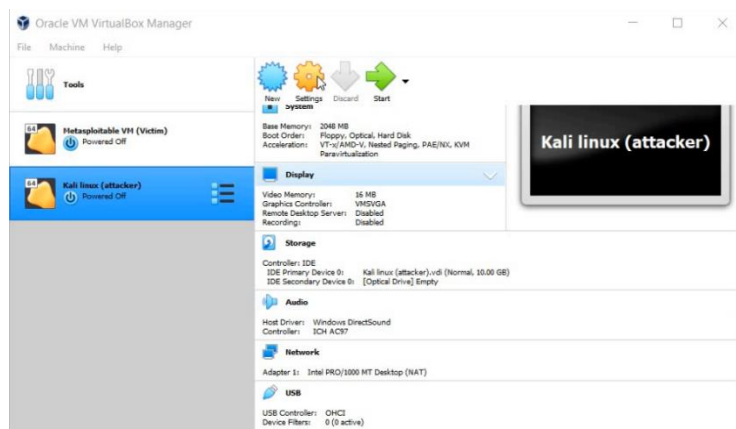 Oracle VM VirtualBox Manager
File Machine Help
Tools
64 Metasploitable VM (Victim)
Powered Off
64 Kali linux (attacker)
Powered Off
New Settings Discard Start
System
Base Memory: 2048 MB
Boot Order: Floppy, Optical, Hard Disk
Acceleration: VT-x/AMD-V, Nested Paging, PAE/NX, KVM
Paravirtualization
Kali linux (attacker)
Display
Video Memory: 16 MB
Graphics Controller: VMSVGA
Remote Desktop Server: Disabled
Recording: Disabled
Storage
Controller: IDE
IDE Primary Device 0: Kali linux (attacker).vdi (Normal, 10.00 GB)
IDE Secondary Device 0: [Optical Drive] Empty
Audio
Host Driver: Windows DirectSound
Controller: ICH AC97
Network
Adapter 1: Intel PRO/1000 MT Desktop (NAT)
USB
USB Controller: OHCI
Device Filters: 0 (0 active)